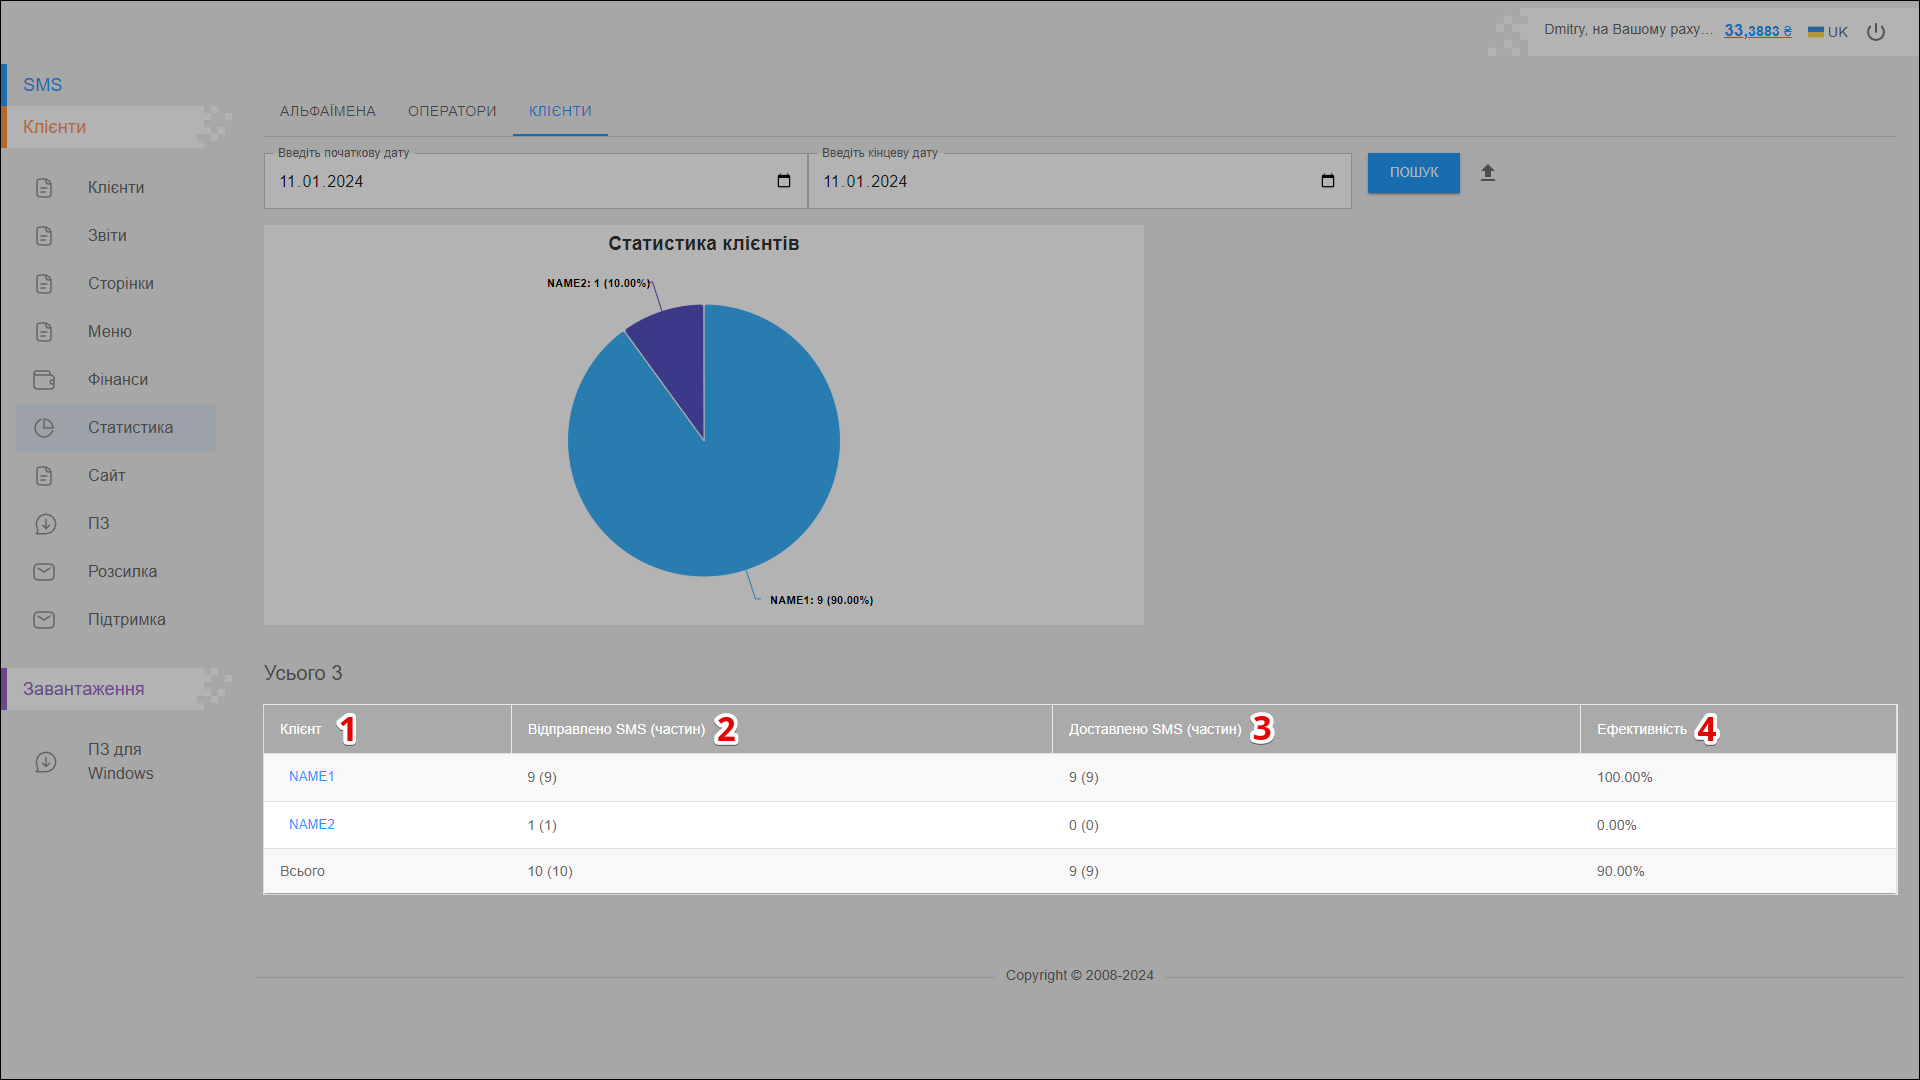 Dmitry, на Вашому раху... 33,3883 ₴ UK
SMS
Клієнти
Клієнти
Звіти
Сторінки
Меню
Фінанси
Статистика
Сайт
ПЗ
Розсилка
Підтримка
Завантаження
ПЗ для
Windows
АЛЬФАІМЕНА ОПЕРАТОРИ КЛІЄНТИ
Введіть початкову дату
11.01.2024
Введіть кінцеву дату
11.01.2024
ПОШУК
Статистика клієнтів
NAME2: 1 (10.00%)
NAME1: 9 (90.00%)
Усього 3
Клієнт 1 Відправлено SMS (частин) 2 Доставлено SMS (частин) 3 Ефективність 4
NAME1 9 (9) 9 (9) 100.00%
NAME2 1 (1) 0 (0) 0.00%
Всього 10 (10) 9 (9) 90.00%
Copyright © 2008-2024